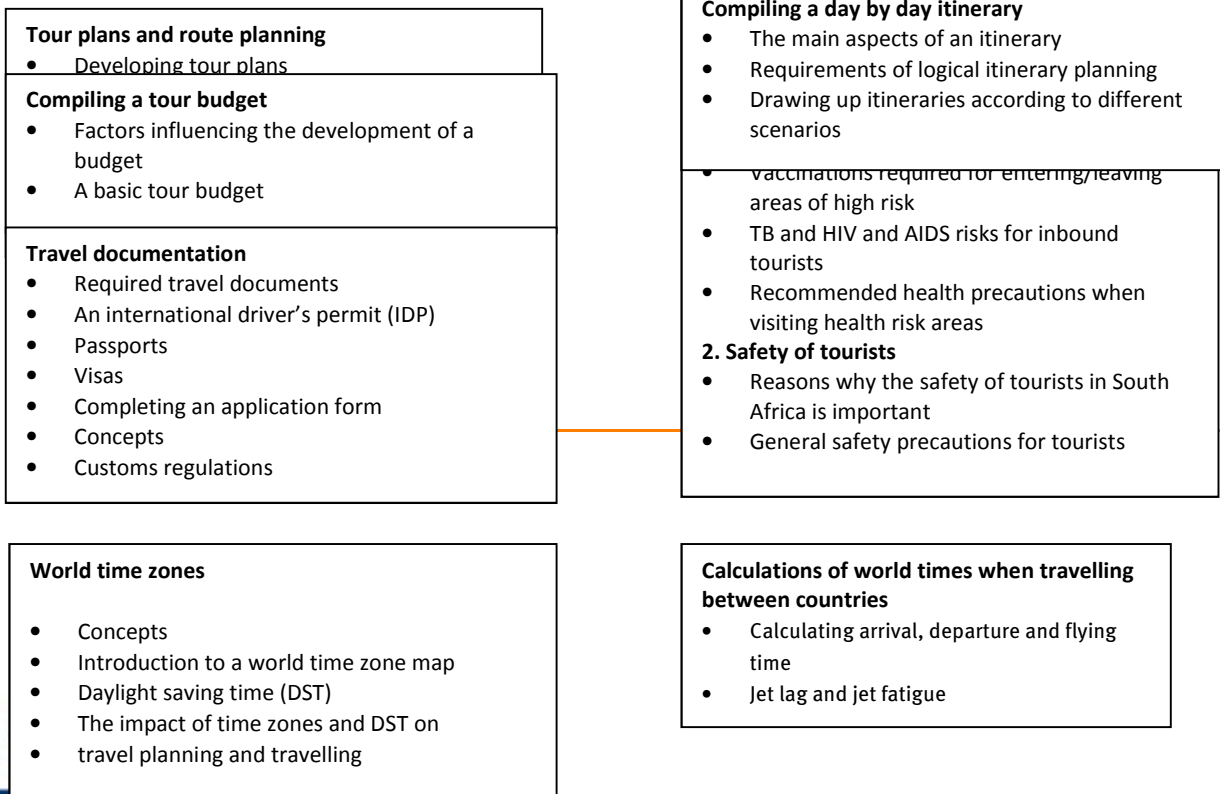 Tour plans and route planning
• Developing tour plans
Compiling a tour budget
• Factors influencing the development of a
budget
• A basic tour budget
Travel documentation
• Required travel documents
• An international driver’s permit (IDP)
• Passports
• Visas
• Completing an application form
• Concepts
• Customs regulations
Compiling a day by day itinerary
• The main aspects of an itinerary
• Requirements of logical itinerary planning
• Drawing up itineraries according to different
scenarios
• Vaccinations required for entering/leaving
areas of high risk
• TB and HIV and AIDS risks for inbound
tourists
• Recommended health precautions when
visiting health risk areas
2. Safety of tourists
• Reasons why the safety of tourists in South
Africa is important
• General safety precautions for tourists
World time zones
• Concepts
• Introduction to a world time zone map
• Daylight saving time (DST)
• The impact of time zones and DST on
• travel planning and travelling
Calculations of world times when travelling
between countries
• Calculating arrival, departure and flying
time
• Jet lag and jet fatigue